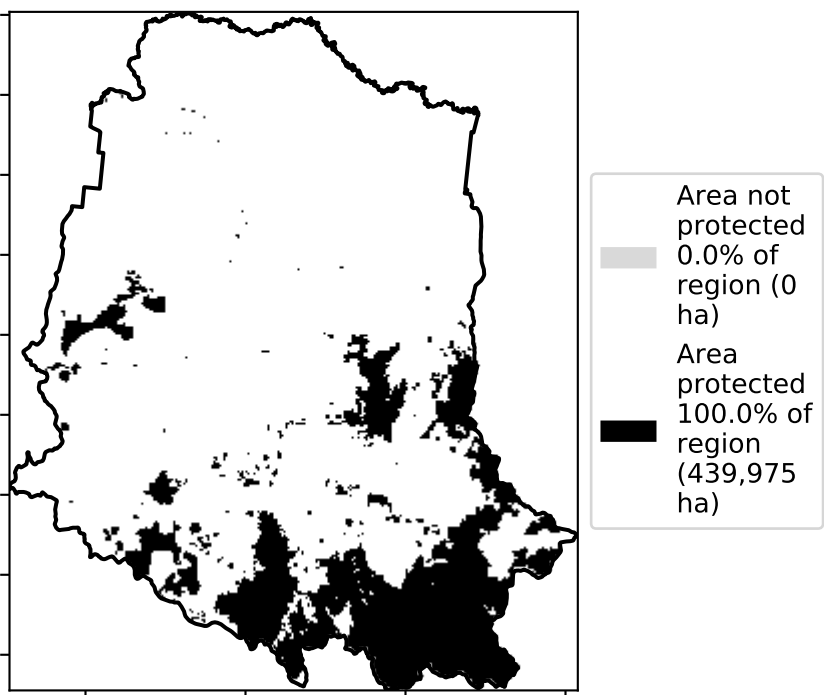 Area not
protected
0.0% of
region (0
ha)
Area
protected
100.0% of
region
(439,975
ha)